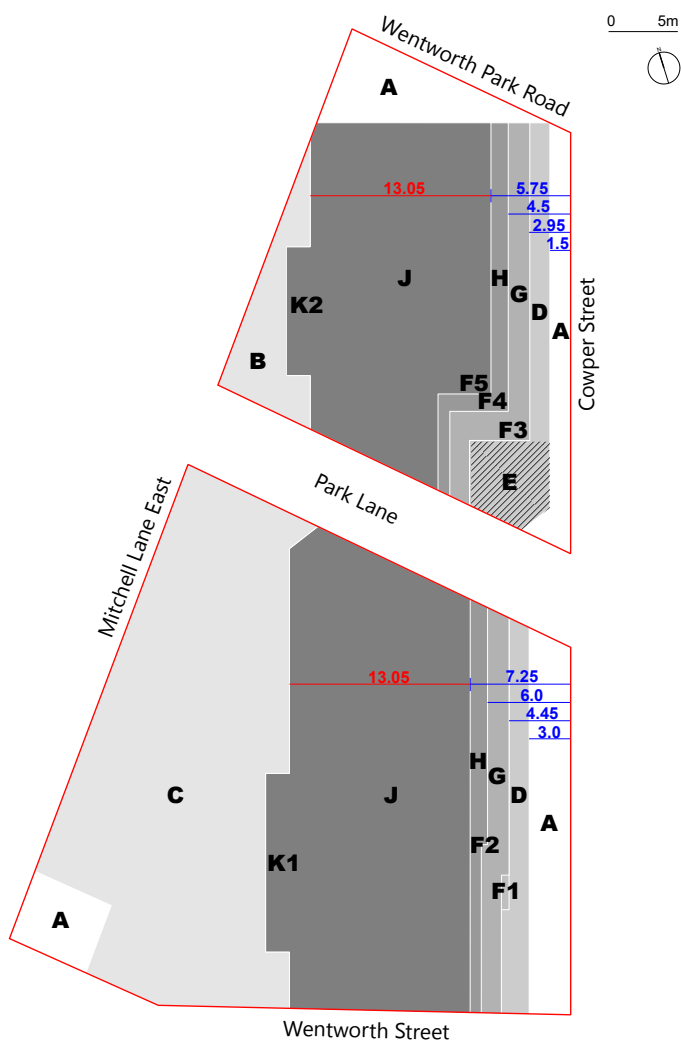 0 5m
N
Wentworth Park Road
A
13.05
5.75
4.5
2.95
1.5
J
H
G
D
A
K2
B
Cowper Street
F5
F4
F3
E
Park Lane
Mitchell Lane East
13.05
7.25
6.0
4.45
3.0
H
G
D
C
J
A
F2
K1
F1
A
Wentworth Street